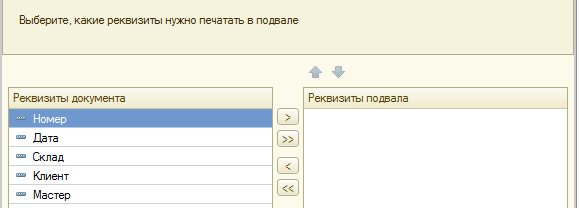 Выберите, какие реквизиты нужно печатать в подвале
Реквизиты документа
Реквизиты подвала
Номер
>
Дата
>>
Склад
<
Клиент
<<
Мастер